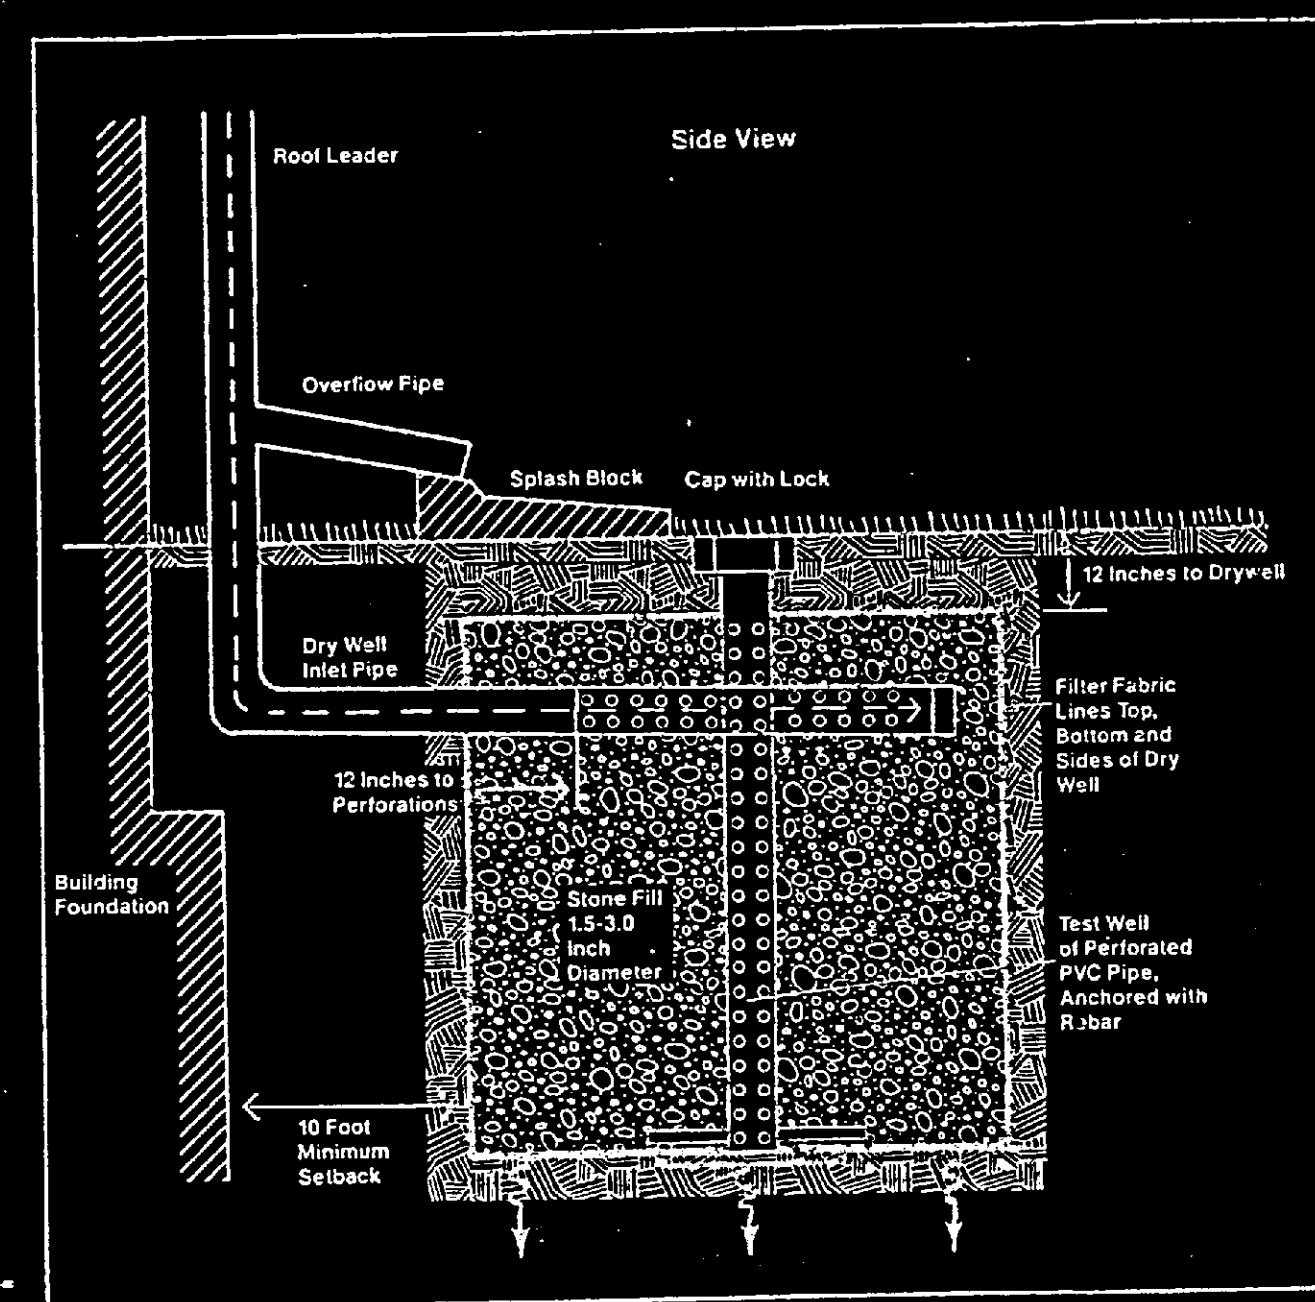 Side View
Roof Leader
Overflow Pipe
Splash Block
Cap with Lock
12 Inches to Drywell
Dry Well
Inlet Pipe
Filter Fabric
Lines Top,
Bottom and
Sides of Dry
Well
12 Inches to
Perforations
Building
Foundation
Stone Fill
1.5-3.0
Inch
Diameter
Test Well
of Perforated
PVC Pipe,
Anchored with
Rebar
10 Foot
Minimum
Setback